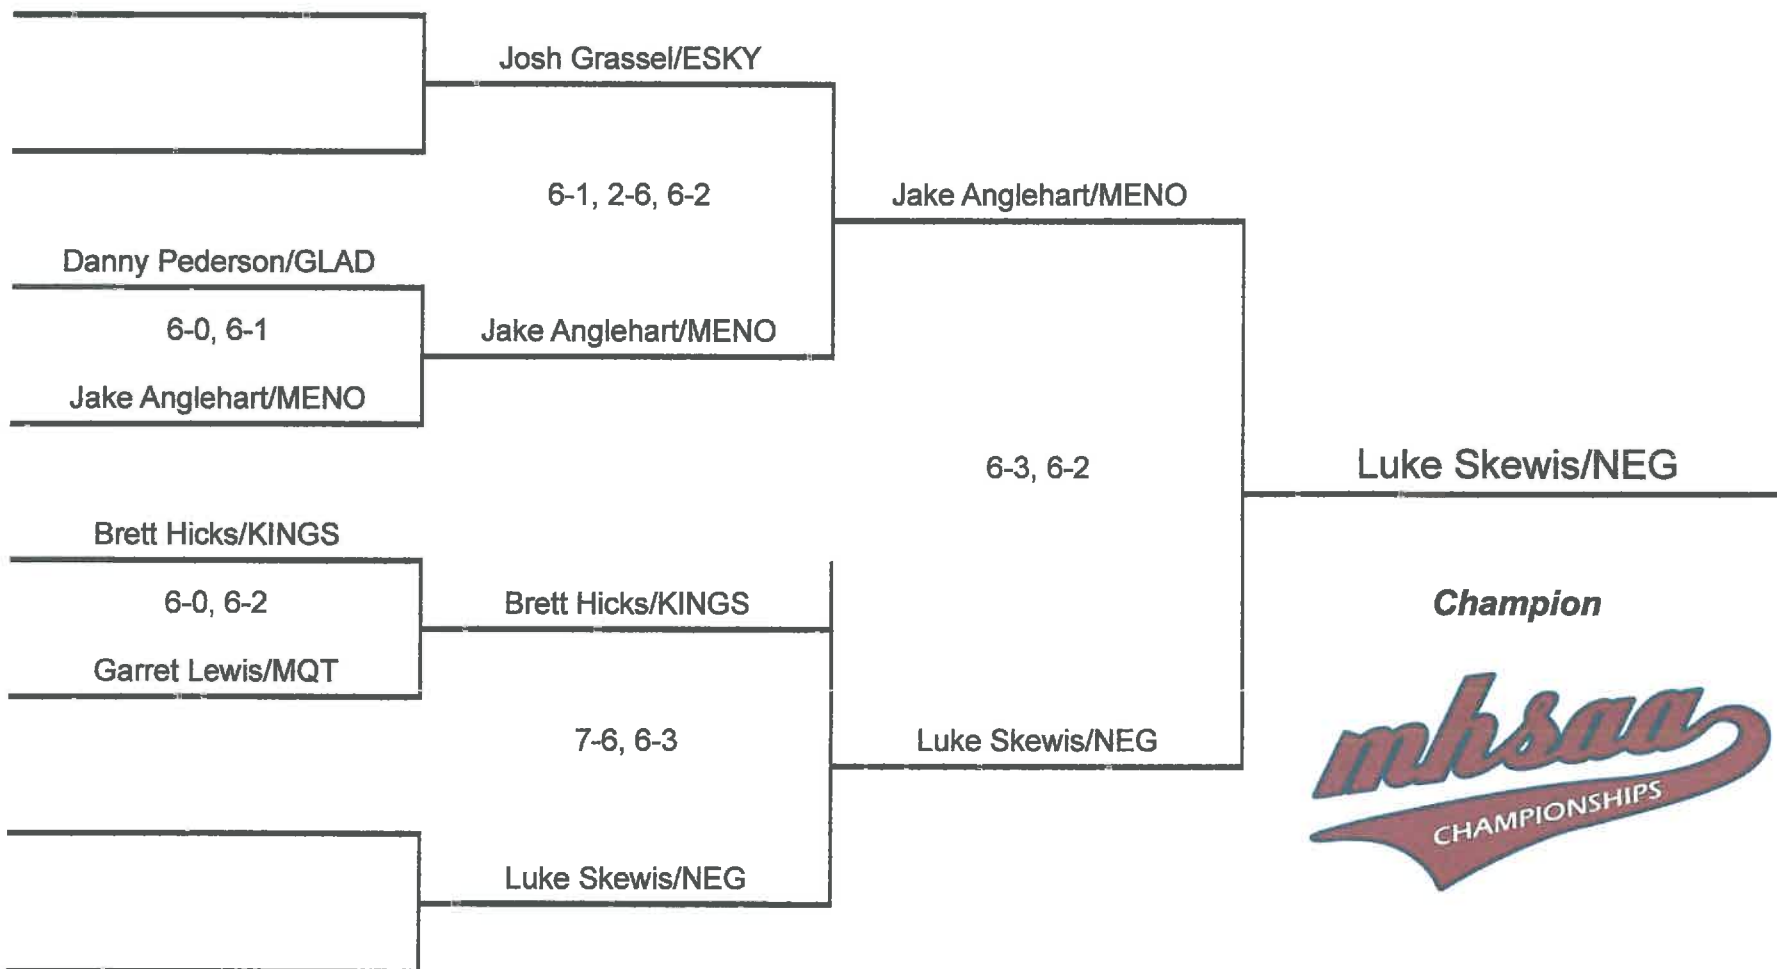 Josh Grassel/ESKY
6-1, 2-6, 6-2
Jake Anglehart/MENO
Danny Pederson/GLAD
6-0, 6-1
Jake Anglehart/MENO
Jake Anglehart/MENO
6-3, 6-2
Luke Skewis/NEG
Brett Hicks/KINGS
6-0, 6-2
Brett Hicks/KINGS
Champion
Garret Lewis/MQT
7-6, 6-3
Luke Skewis/NEG
mhsaa
CHAMPIONSHIPS
Luke Skewis/NEG